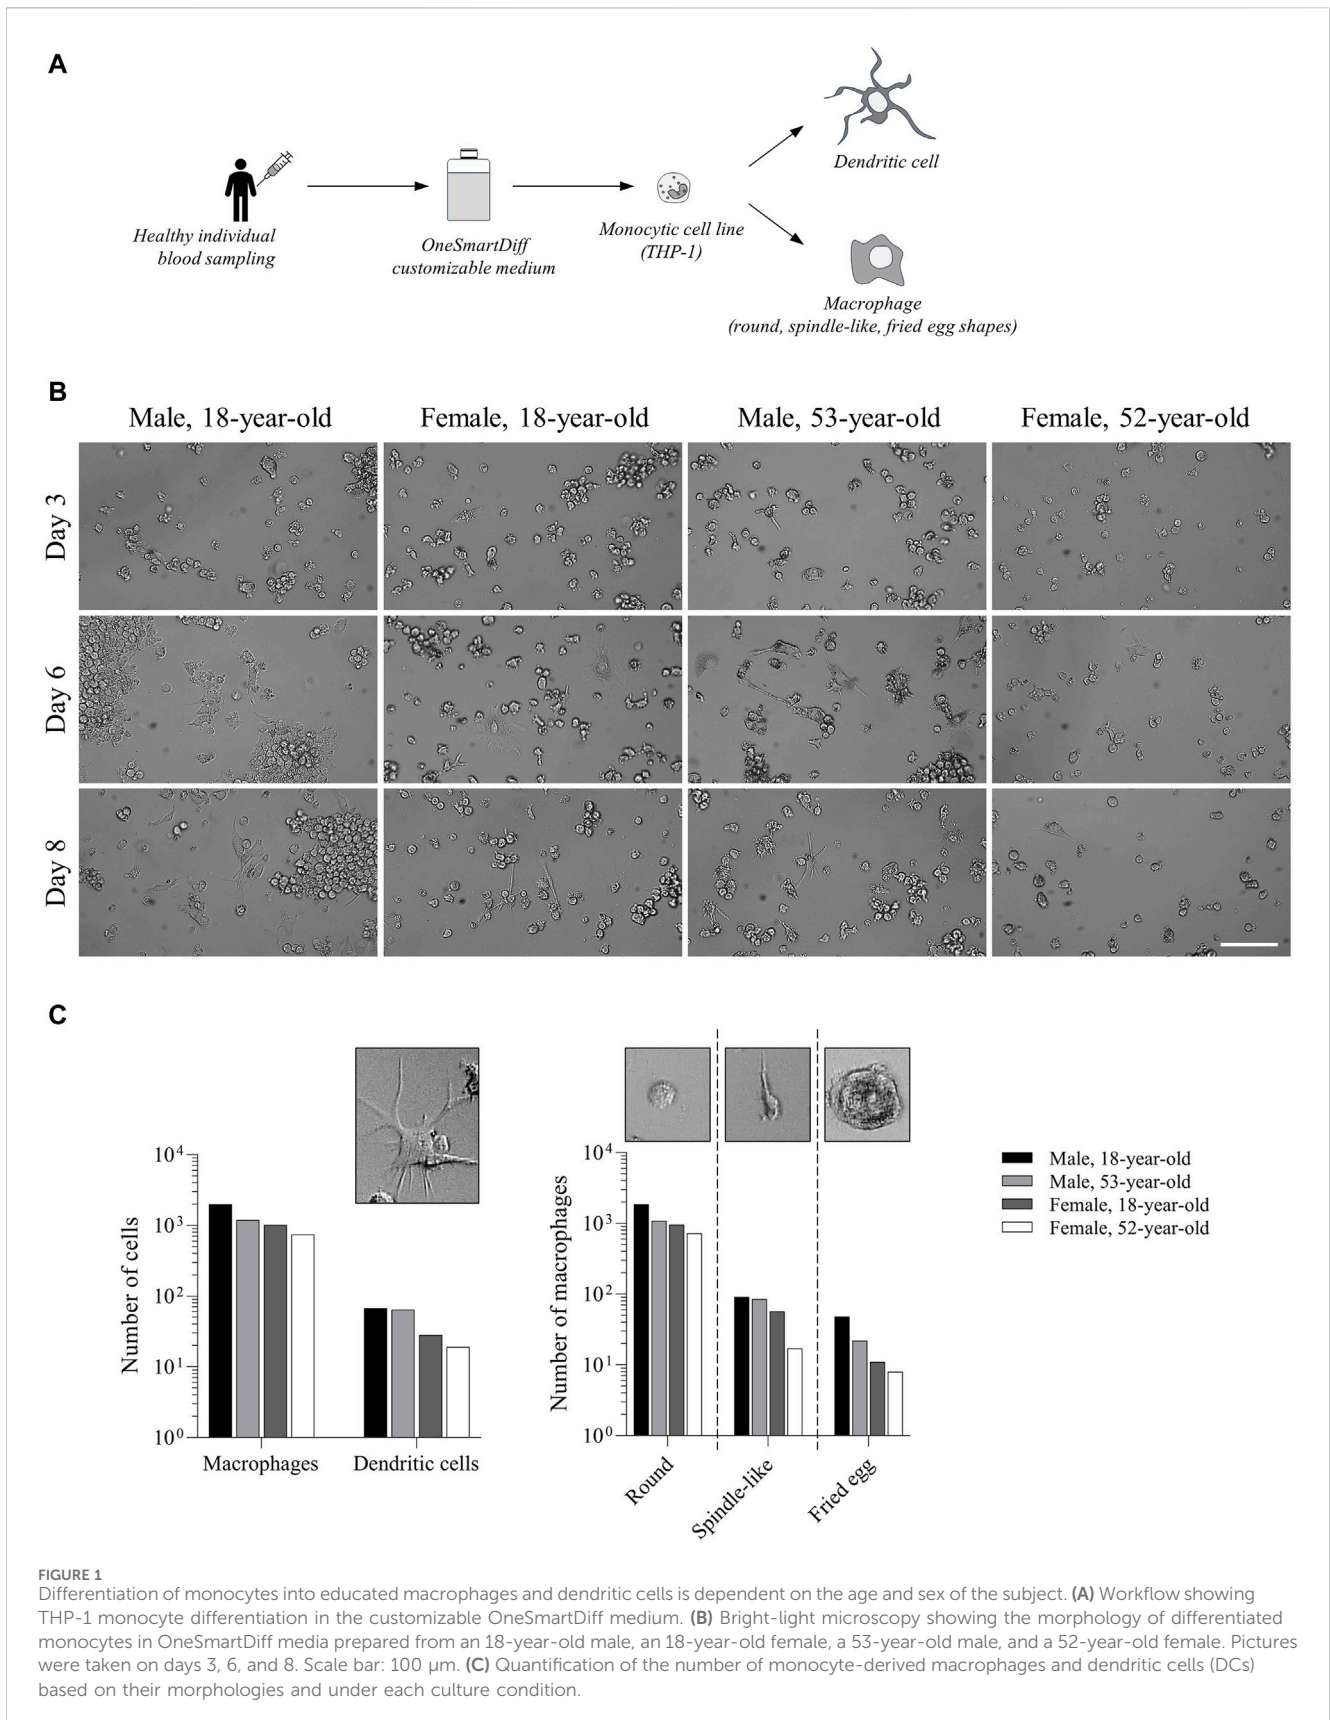 A
Healthy individual
blood sampling
OneSmartDiff
customizable medium
Monocytic cell line
(THP-1)
Dendritic cell
Macrophage
(round, spindle-like, fried egg shapes)
B
Male, 18-year-old
Female, 18-year-old
Male, 53-year-old
Female, 52-year-old
Day 3
Day 6
Day 8
C
Number of cells
10⁴
10³
10²
10¹
10⁰
Macrophages
Dendritic cells
Number of macrophages
10⁴
10³
10²
10¹
10⁰
Round
Spindle-like
Fried egg
Male, 18-year-old
Male, 53-year-old
Female, 18-year-old
Female, 52-year-old
FIGURE 1
Differentiation of monocytes into educated macrophages and dendritic cells is dependent on the age and sex of the subject. (A) Workflow showing
THP-1 monocyte differentiation in the customizable OneSmartDiff medium. (B) Bright-light microscopy showing the morphology of differentiated
monocytes in OneSmartDiff media prepared from an 18-year-old male, an 18-year-old female, a 53-year-old male, and a 52-year-old female. Pictures
were taken on days 3, 6, and 8. Scale bar: 100 µm. (C) Quantification of the number of monocyte-derived macrophages and dendritic cells (DCs)
based on their morphologies and under each culture condition.